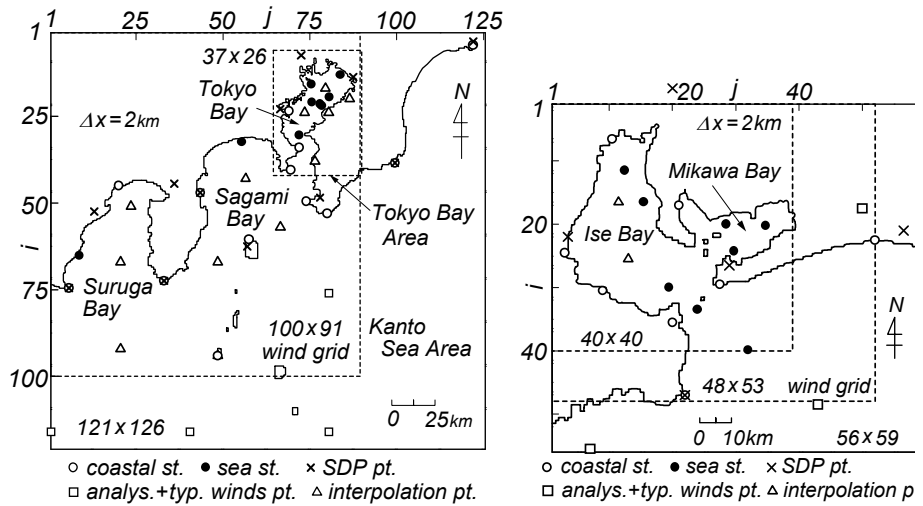 1 25 j 75 100 125
1
37 x 26
Tokyo
Bay
N
25
Δx = 2km
50
Sagami
Bay
Tokyo Bay
Area
i
Suruga
Bay
75
100 x 91
wind grid
Kanto
Sea Area
100
121 x 126
0 25km
○ coastal st. ● sea st. × SDP pt.
□ analys.+typ. winds pt. △ interpolation pt.
50
1 20 j 40
1
Δx = 2km
Mikawa Bay
20
Ise Bay
i
N
40 x 40
40
48 x 53 wind grid
0 10km
56 x 59
○ coastal st. ● sea st. × SDP pt.
□ analys.+typ. winds pt. △ interpolation pt.